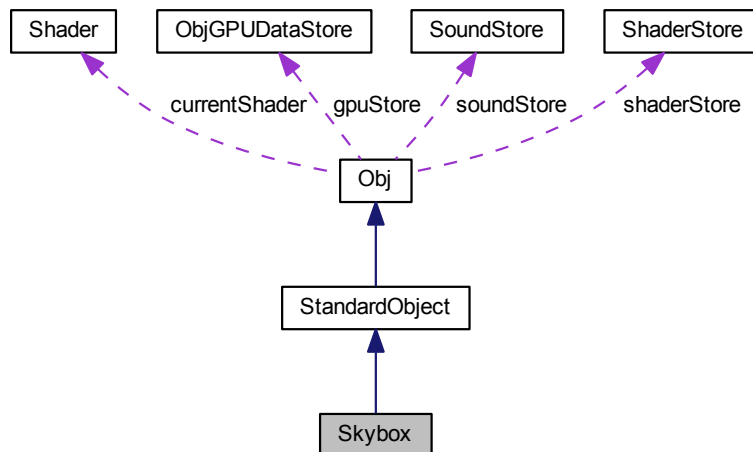 Shader ObjGPUDataStore SoundStore ShaderStore
currentShader gpuStore soundStore shaderStore
Obj
StandardObject
Skybox